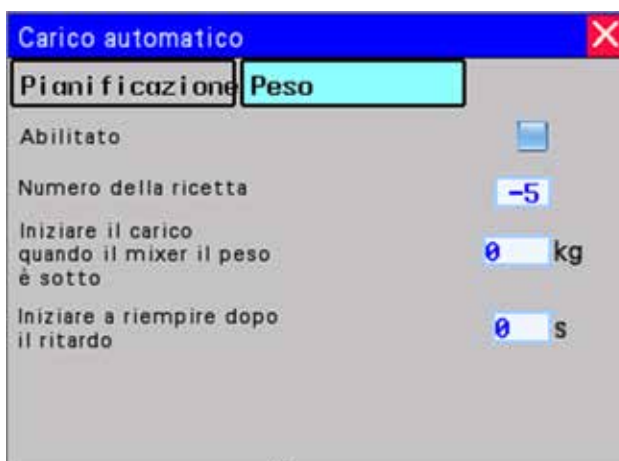 Carico automatico
Pianificazione Peso
Abilitato
Numero della ricetta -5
Iniziare il carico
quando il mixer il peso
è sotto
0 kg
Iniziare a riempire dopo
il ritardo
0 s